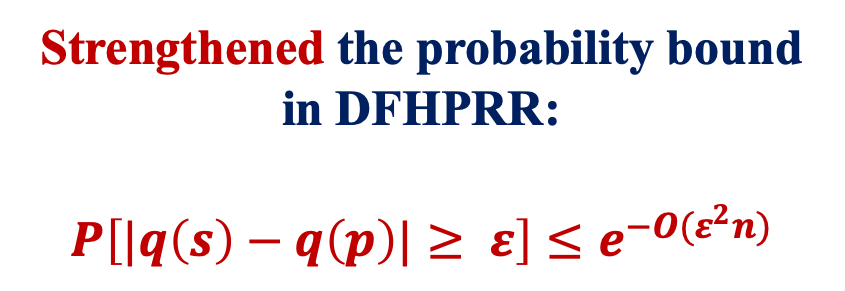 Strengthened the probability bound
in DFHPRR:
P[|q(s) − q(p)| ≥ ε] ≤ e^{−O(ε²n)}